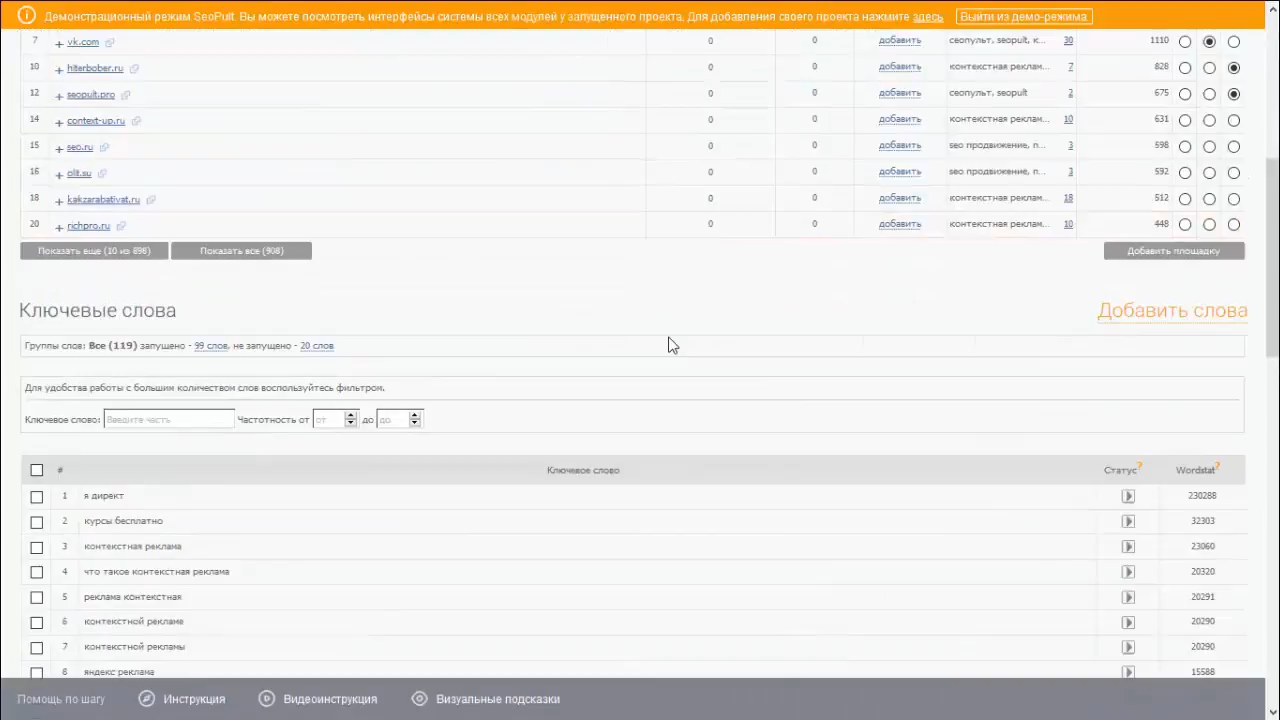 Демонстрационный режим SeoPult. Вы можете посмотреть интерфейсы системы всех модулей у запущенного проекта. Для добавления своего проекта нажмите здесь Выйти из демо-режима
7 vk.com 0 0 добавить сеопульт, seopult, к... 30 1110
10 hiterbober.ru 0 0 добавить контекстная реклам... 7 828
12 seopult.pro 0 0 добавить сеопульт, seopult 2 675
14 context-up.ru 0 0 добавить контекстная реклам... 10 631
15 seo.ru 0 0 добавить seo продвижение, п... 3 598
16 olit.su 0 0 добавить seo продвижение, п... 3 592
18 kakzarabativat.ru 0 0 добавить контекстная реклам... 18 512
20 richpro.ru 0 0 добавить контекстная реклам... 10 448
Показать еще (10 из 898) Показать все (908) Добавить площадку
Ключевые слова Добавить слова
Группы слов: Все (119) запущено - 99 слов, не запущено - 20 слов
Для удобства работы с большим количеством слов воспользуйтесь фильтром.
Ключевое слово: Введите часть Частотность от от до до
# Ключевое слово Статус? Wordstat?
1 я директ 230288
2 курсы бесплатно 32303
3 контекстная реклама 23060
4 что такое контекстная реклама 20320
5 реклама контекстная 20291
6 контекстной рекламе 20290
7 контекстной рекламы 20290
8 яндекс реклама 15588
Помощь по шагу Инструкция Видеоинструкция Визуальные подсказки